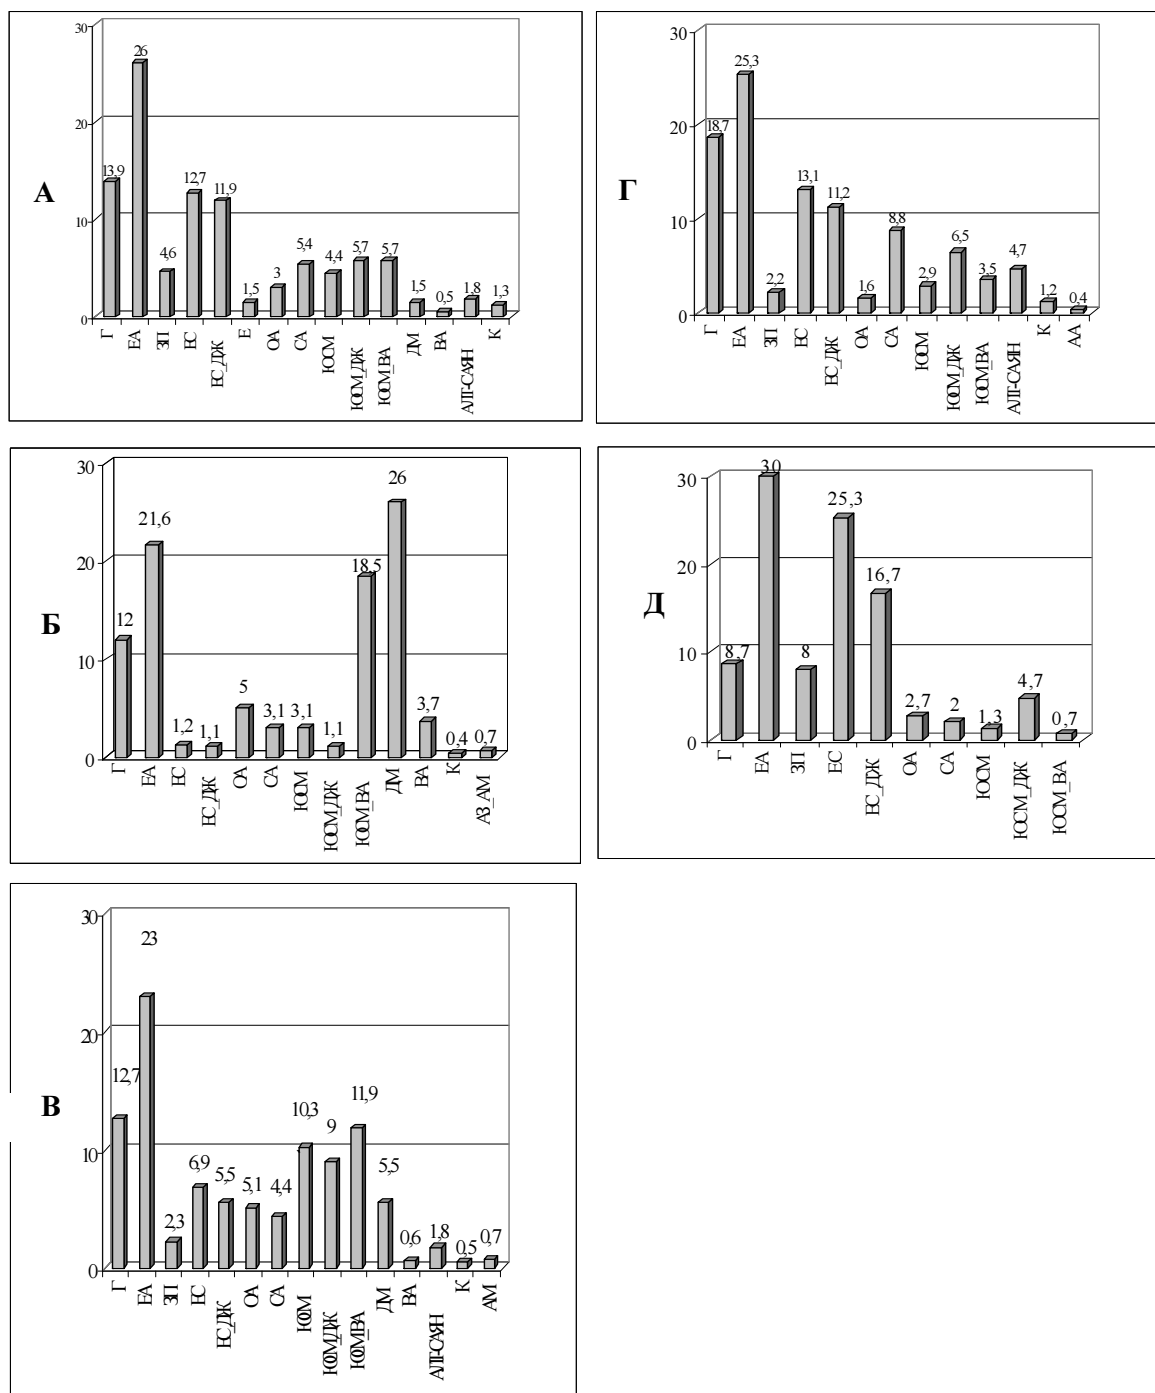 А
30
20
10
0
13,9
26
4,6
12,7
11,9
1,5
3
5,4
4,4
5,7
5,7
1,5
0,5
1,8
1,3
Г
ЕА
ЗП
ЕС
ЕС_ДЖ
Е
ОА
СА
ЮСМ
ЮСМ_ДЖ
ЮСМ_ВА
ДМ
ВА
АЛТ-САЯН
К
Г
30
20
10
0
18,7
25,3
2,2
13,1
11,2
1,6
8,8
2,9
6,5
3,5
4,7
1,2
0,4
Г
ЕА
ЗП
ЕС
ЕС_ДЖ
ОА
СА
ЮСМ
ЮСМ_ДЖ
ЮСМ_ВА
АЛТ-САЯН
К
АА
Б
30
20
10
0
12
21,6
1,2
1,1
5
3,1
3,1
1,1
18,5
26
3,7
0,4
0,7
Г
ЕА
ЕС
ЕС_ДЖ
ОА
СА
ЮСМ
ЮСМ_ДЖ
ЮСМ_ВА
ДМ
ВА
К
АЗ_АМ
Д
30
20
10
0
8,7
30
8
25,3
16,7
2,7
2
1,3
4,7
0,7
Г
ЕА
ЗП
ЕС
ЕС_ДЖ
ОА
СА
ЮСМ
ЮСМ_ДЖ
ЮСМ_ВА
В
30
20
10
0
12,7
23
2,3
6,9
5,5
5,1
4,4
10,3
9
11,9
5,5
0,6
1,8
0,5
0,7
Г
ЕА
ЗП
ЕС
ЕС_ДЖ
ОА
СА
ЮСМ
ЮСМ_ДЖ
ЮСМ_ВА
ДМ
ВА
АЛТ-САЯН
К
АМ